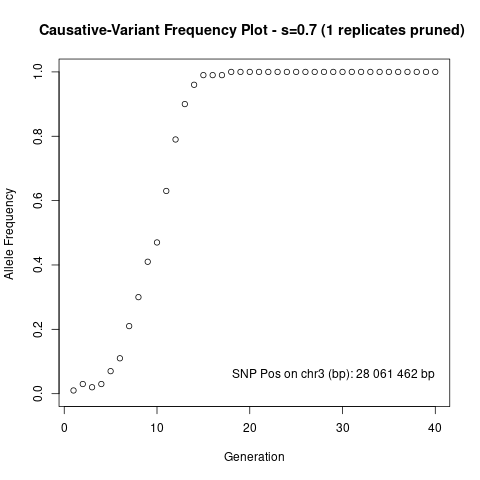 Causative-Variant Frequency Plot - s=0.7 (1 replicates pruned)
1.0
0.8
0.6
0.4
0.2
0.0
Allele Frequency
SNP Pos on chr3 (bp): 28 061 462 bp
0 10 20 30 40
Generation